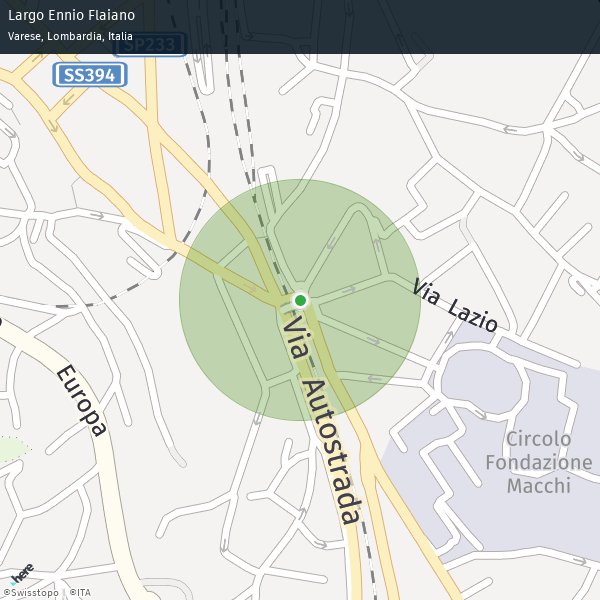 Largo Ennio Flaiano
Varese, Lombardia, Italia
SP233
SS394
Via Lazio
Via Autostrada
Europa
Circolo
Fondazione
Macchi
here
©Swisstopo | ©ITA